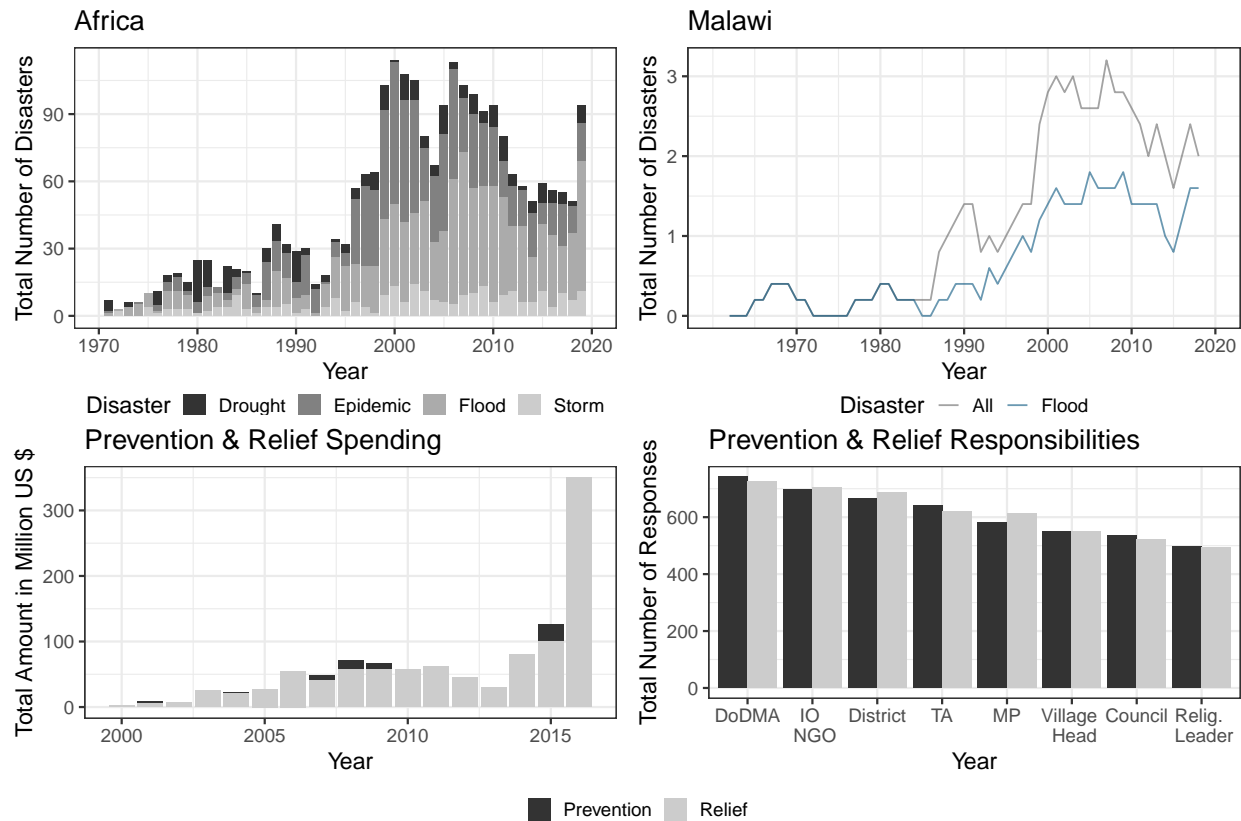 Africa
Total Number of Disasters
90
60
30
0
1970 1980 1990 2000 2010 2020
Year
Disaster Drought Epidemic Flood Storm
Malawi
Total Number of Disasters
3
2
1
0
1970 1980 1990 2000 2010 2020
Year
Disaster All Flood
Prevention & Relief Spending
Total Amount in Million US $
300
200
100
0
2000 2005 2010 2015
Year
Prevention & Relief Responsibilities
Total Number of Responses
600
400
200
0
DoDMA IO District TA MP Village Council Relig.
NGO Head Leader
Year
Prevention Relief